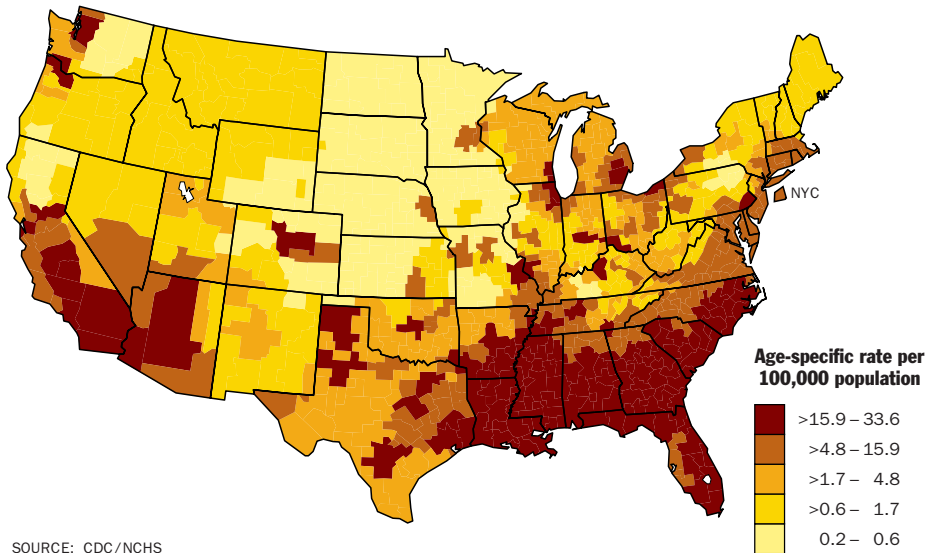 NYC
Age-specific rate per
100,000 population
>15.9 – 33.6
>4.8 – 15.9
>1.7 – 4.8
>0.6 – 1.7
0.2 – 0.6
SOURCE: CDC/NCHS